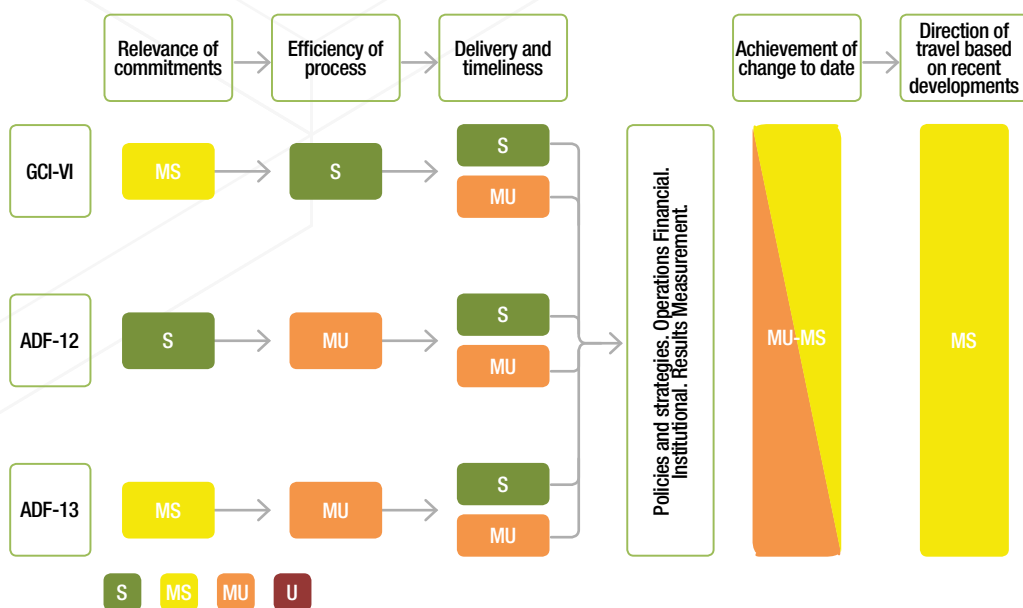 Relevance of
commitments
Efficiency of
process
Delivery and
timeliness
Achievement of
change to date
Direction of
travel based
on recent
developments
GCI-VI
MS
S
S
MU
ADF-12
S
MU
S
MU
ADF-13
MS
MU
S
MU
Policies and strategies. Operations Financial.
Institutional. Results Measurement.
MU-MS
MS
S
MS
MU
U